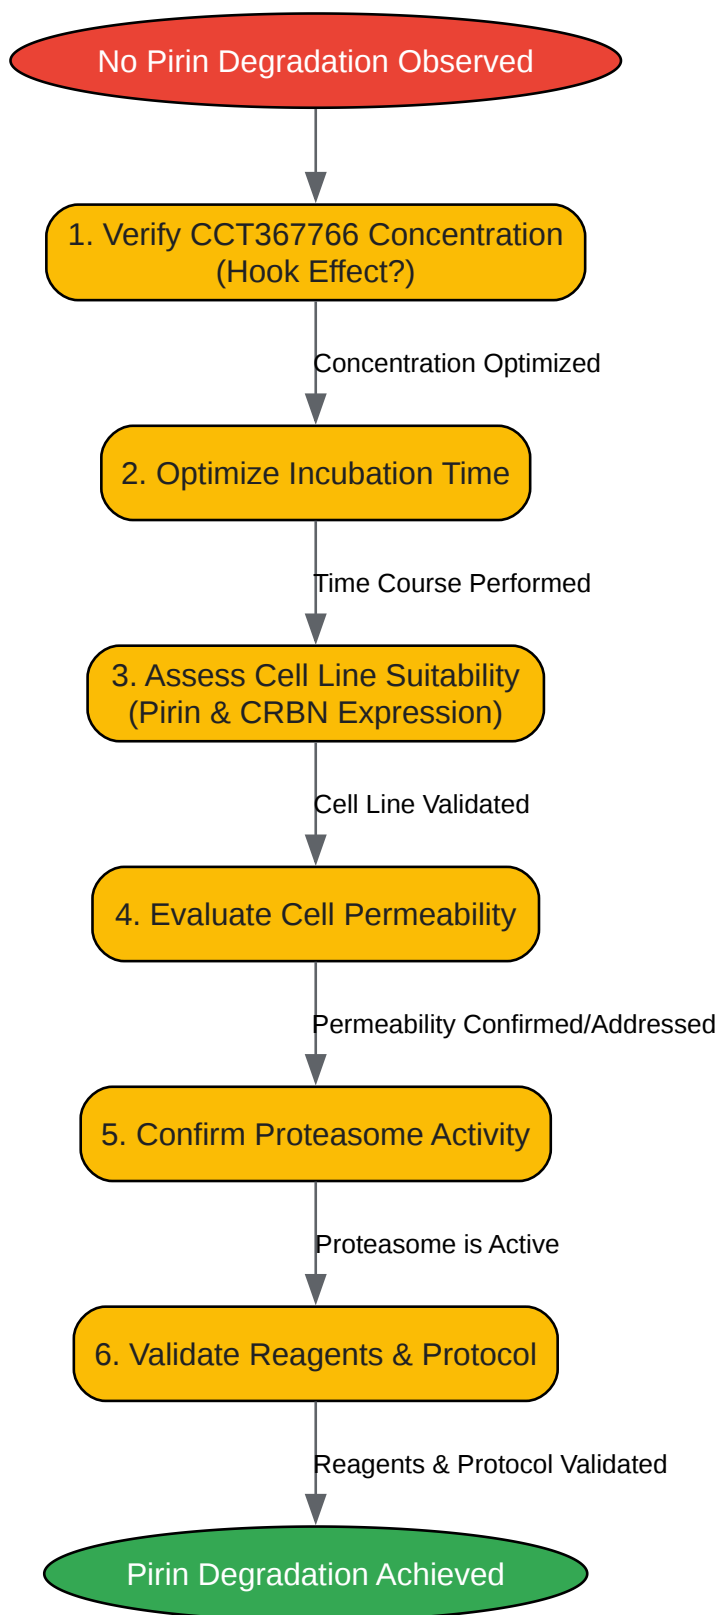 No Pirin Degradation Observed
1. Verify CCT367766 Concentration
(Hook Effect?)
Concentration Optimized
2. Optimize Incubation Time
Time Course Performed
3. Assess Cell Line Suitability
(Pirin & CRBN Expression)
Cell Line Validated
4. Evaluate Cell Permeability
Permeability Confirmed/Addressed
5. Confirm Proteasome Activity
Proteasome is Active
6. Validate Reagents & Protocol
Reagents & Protocol Validated
Pirin Degradation Achieved